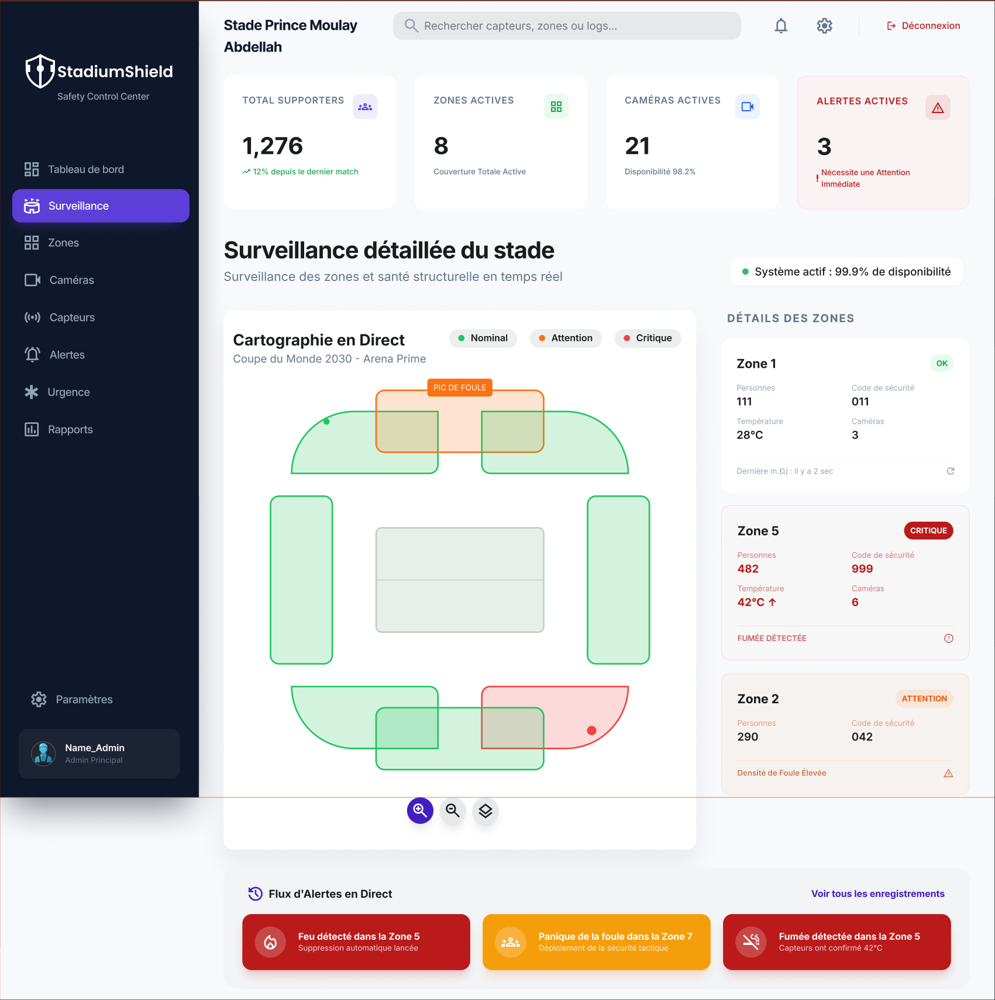 StadiumShield
Safety Control Center
Tableau de bord
Surveillance
Zones
Caméras
Capteurs
Alertes
Urgence
Rapports
Paramètres
Name_Admin
Admin Principal
Stade Prince Moulay
Abdellah
Rechercher capteurs, zones ou logs...
Déconnexion
TOTAL SUPPORTERS
1,276
12% depuis le dernier match
ZONES ACTIVES
8
Couverture Totale Active
CAMÉRAS ACTIVES
21
Disponibilité 98.2%
ALERTES ACTIVES
3
! Nécessite une Attention
Immédiate
Surveillance détaillée du stade
Surveillance des zones et santé structurelle en temps réel
Système actif : 99.9% de disponibilité
Cartographie en Direct
Coupe du Monde 2030 - Arena Prime
Nominal
Attention
Critique
PIC DE FOULE
DÉTAILS DES ZONES
Zone 1
OK
Personnes
111
Code de sécurité
011
Température
28°C
Caméras
3
Dernière m.Đj : il y a 2 sec
Zone 5
CRITIQUE
Personnes
482
Code de sécurité
999
Température
42°C ↑
Caméras
6
FUMÉE DÉTECTÉE
Zone 2
ATTENTION
Personnes
290
Code de sécurité
042
Densité de Foule Élevée
Flux d'Alertes en Direct
Voir tous les enregistrements
Feu détecté dans la Zone 5
Suppression automatique lancée
Panique de la foule dans la Zone 7
Déploiement de la sécurité tactique
Fumée détectée dans la Zone 5
Capteurs ont confirmé 42°C